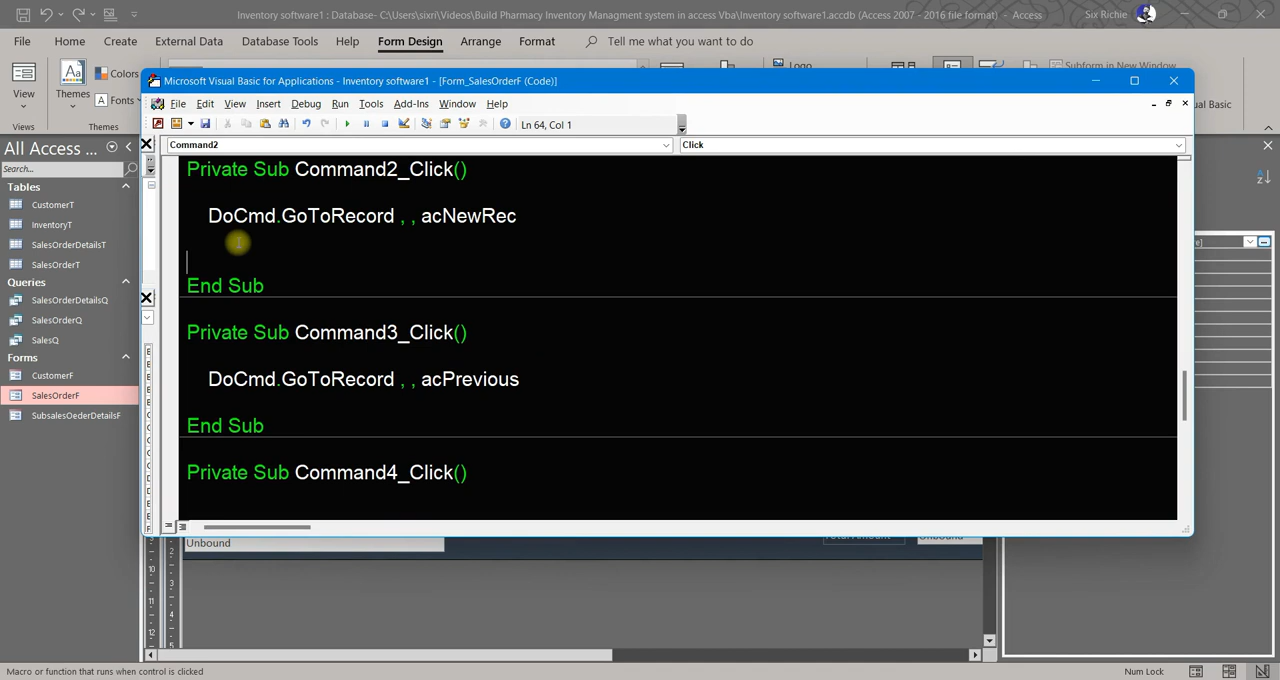 Inventory software1 : Database- C:\Users\sixri\Videos\Build Pharmacy Inventory Managment system in access Vba\Inventory software1.accdb (Access 2007 - 2016 file format) - Access
Six Richie
File Home Create External Data Database Tools Help Form Design Arrange Format Tell me what you want to do
View
Themes
Colors
Fonts
Views
Themes
Logo
Subform in New Window
Basic
Microsoft Visual Basic for Applications - Inventory software1 - [Form_SalesOrderF (Code)]
File Edit View Insert Debug Run Tools Add-Ins Window Help
Ln 64, Col 1
Command2
Click
All Access ...
Search...
Tables
CustomerT
InventoryT
SalesOrderDetailsT
SalesOrderT
Queries
SalesOrderDetailsQ
SalesOrderQ
SalesQ
Forms
CustomerF
SalesOrderF
SubsalesOederDetailsF
Private Sub Command2_Click()
DoCmd.GoToRecord , , acNewRec
End Sub
Private Sub Command3_Click()
DoCmd.GoToRecord , , acPrevious
End Sub
Private Sub Command4_Click()
Unbound
Macro or function that runs when control is clicked
Num Lock